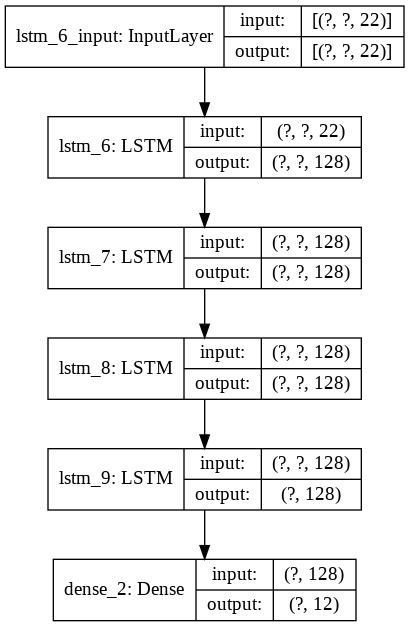 lstm_6_input: InputLayer
input: [(?, ?, 22)]
output: [(?, ?, 22)]
lstm_6: LSTM
input: (?, ?, 22)
output: (?, ?, 128)
lstm_7: LSTM
input: (?, ?, 128)
output: (?, ?, 128)
lstm_8: LSTM
input: (?, ?, 128)
output: (?, ?, 128)
lstm_9: LSTM
input: (?, ?, 128)
output: (?, 128)
dense_2: Dense
input: (?, 128)
output: (?, 12)